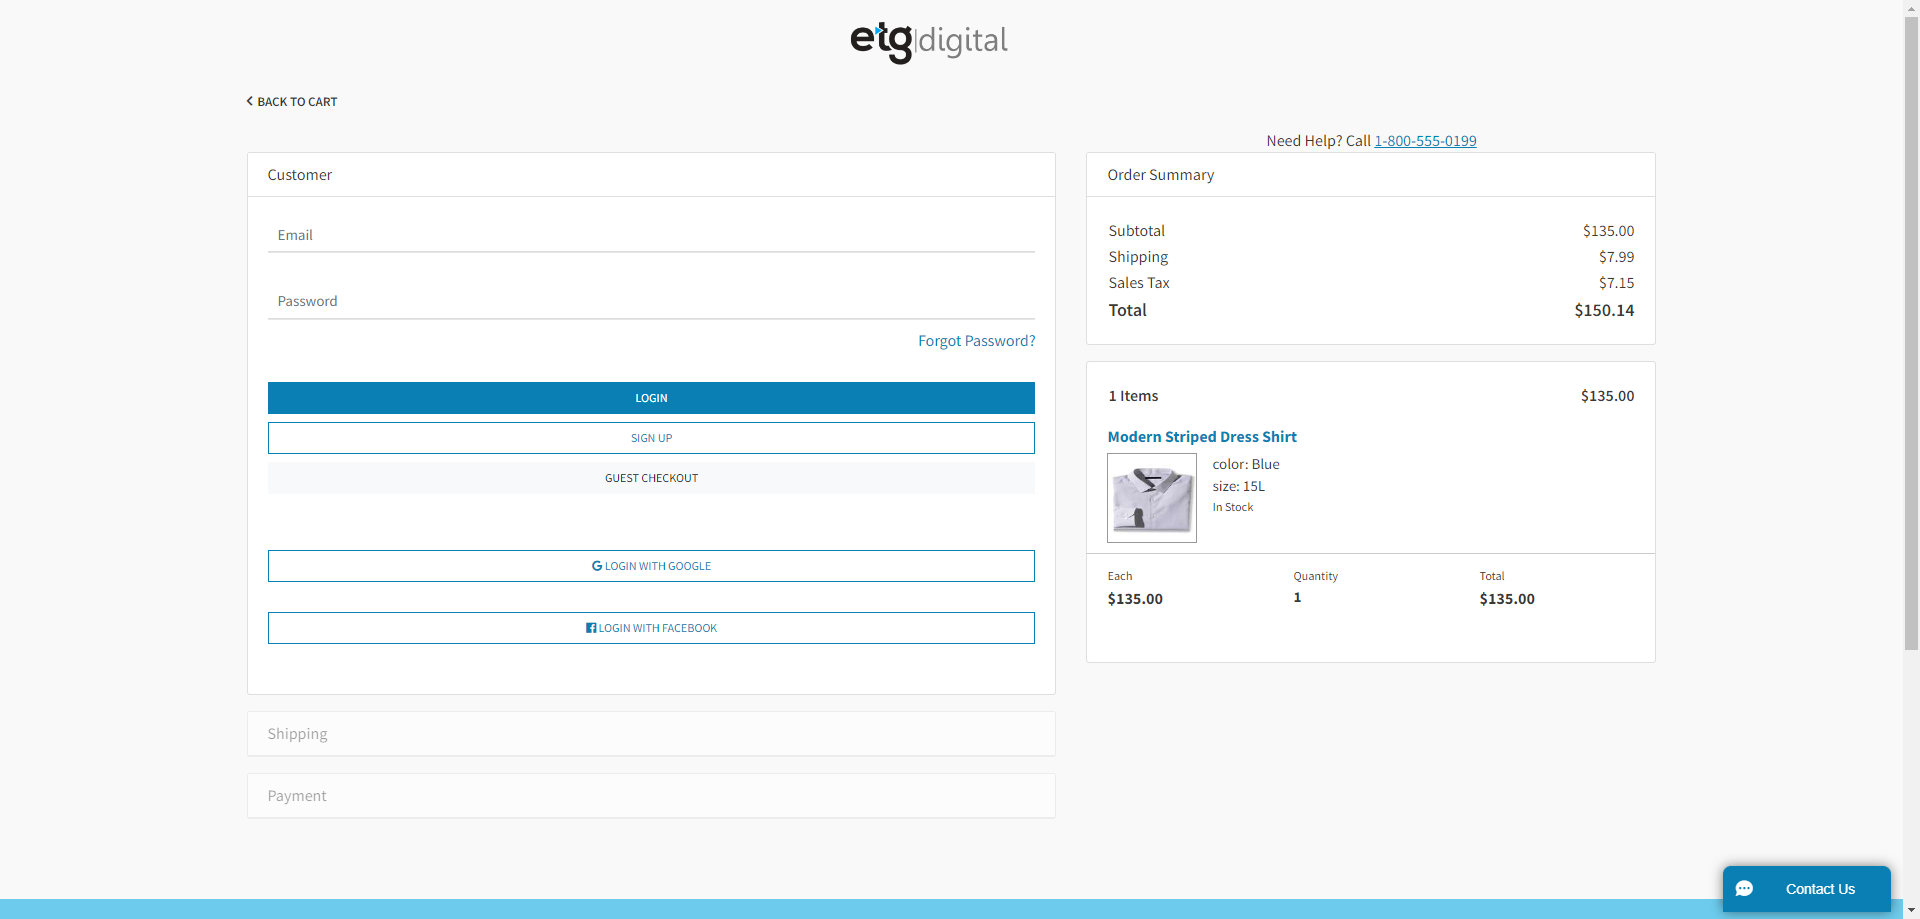 etg|digital
BACK TO CART
Need Help? Call 1-800-555-0199
Customer
Email
Password
Forgot Password?
LOGIN
SIGN UP
GUEST CHECKOUT
LOGIN WITH GOOGLE
LOGIN WITH FACEBOOK
Shipping
Payment
Order Summary
Subtotal $135.00
Shipping $7.99
Sales Tax $7.15
Total $150.14
1 Items $135.00
Modern Striped Dress Shirt
color: Blue
size: 15L
In Stock
Each Quantity Total
$135.00 1 $135.00
Contact Us